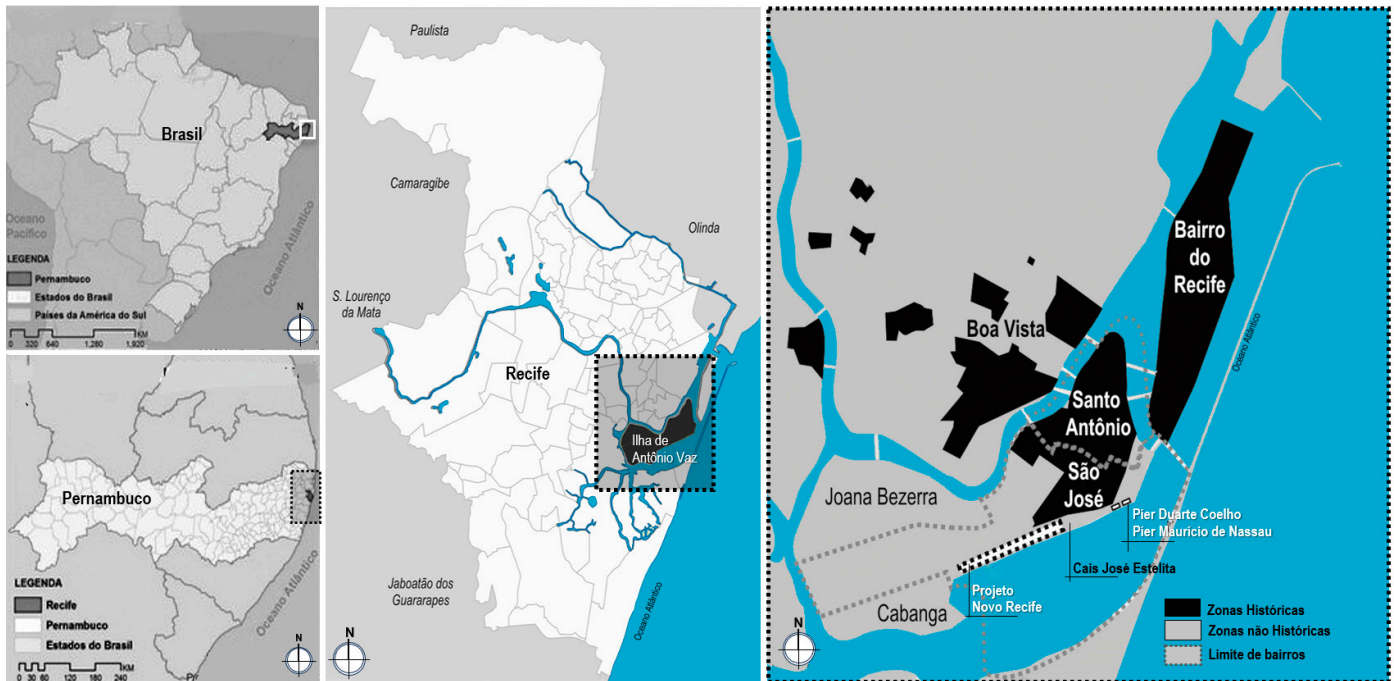 Brasil
Oceano
Pacífico
Oceano Atlântico
LEGENDA
Pernambuco
Estados do Brasil
Países da América do Sul
KM
0 320 640 1,280 1,920
N
Pernambuco
Oceano Atlântico
LEGENDA
Recife
Pernambuco
Estados do Brasil
KM
0 30 60 120 180 240
N
Paulista
Camaragibe
Olinda
S. Lourenço
da Mata
Recife
Ilha de
Antônio Vaz
Jaboatão dos
Guararapes
Oceano Atlântico
N
Bairro
do
Recife
Boa Vista
Oceano Atlântico
Santo
Antônio
São
José
Joana Bezerra
Pier Duarte Coelho
Pier Maurício de Nassau
Cais José Estelita
Projeto
Novo Recife
Cabanga
Zonas Históricas
Zonas não Históricas
Limite de bairros
N